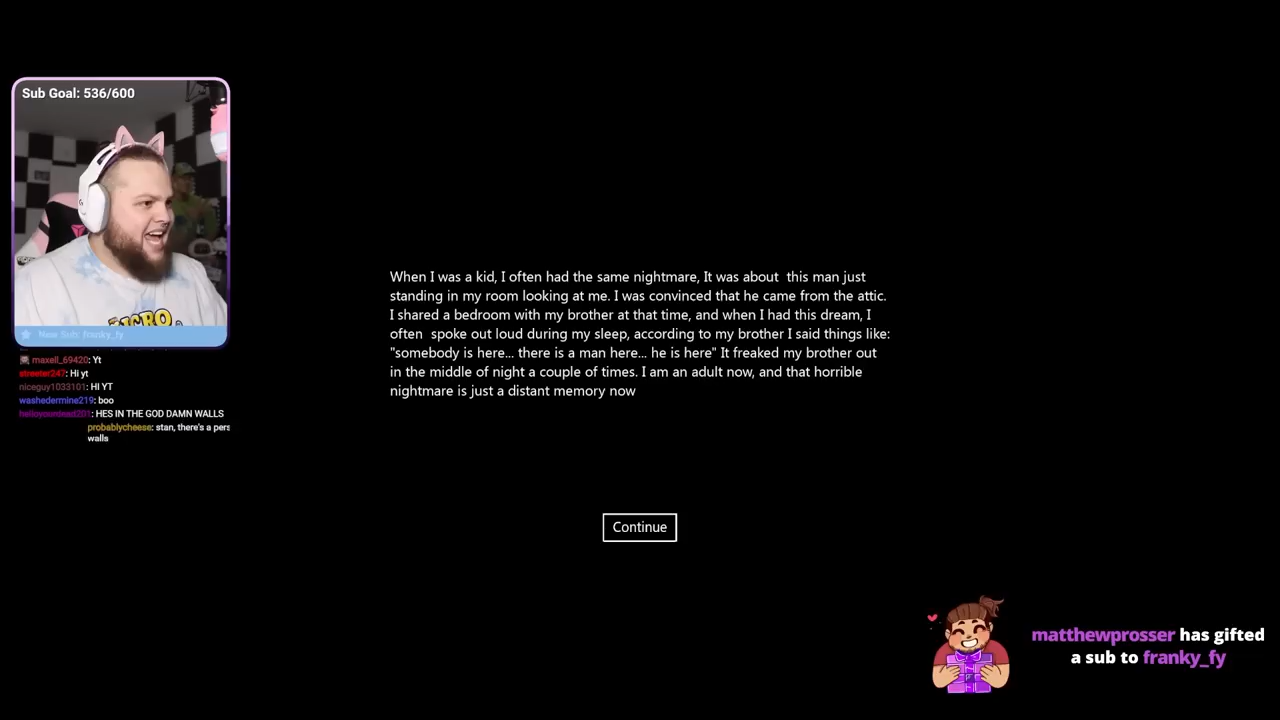 Sub Goal: 536/600
New Sub: franky_fy
maxell_69420: Yt
streeter247: Hi yt
niceguy1033101: HI YT
washedermine219: boo
helloyourdead201: HES IN THE GOD DAMN WALLS
probablycheese: stan, there's a pers
walls
When I was a kid, I often had the same nightmare, It was about  this man just
standing in my room looking at me. I was convinced that he came from the attic.
I shared a bedroom with my brother at that time, and when I had this dream, I
often  spoke out loud during my sleep, according to my brother I said things like:
"somebody is here... there is a man here... he is here" It freaked my brother out
in the middle of night a couple of times. I am an adult now, and that horrible
nightmare is just a distant memory now
Continue
matthewprosser has gifted
a sub to franky_fy